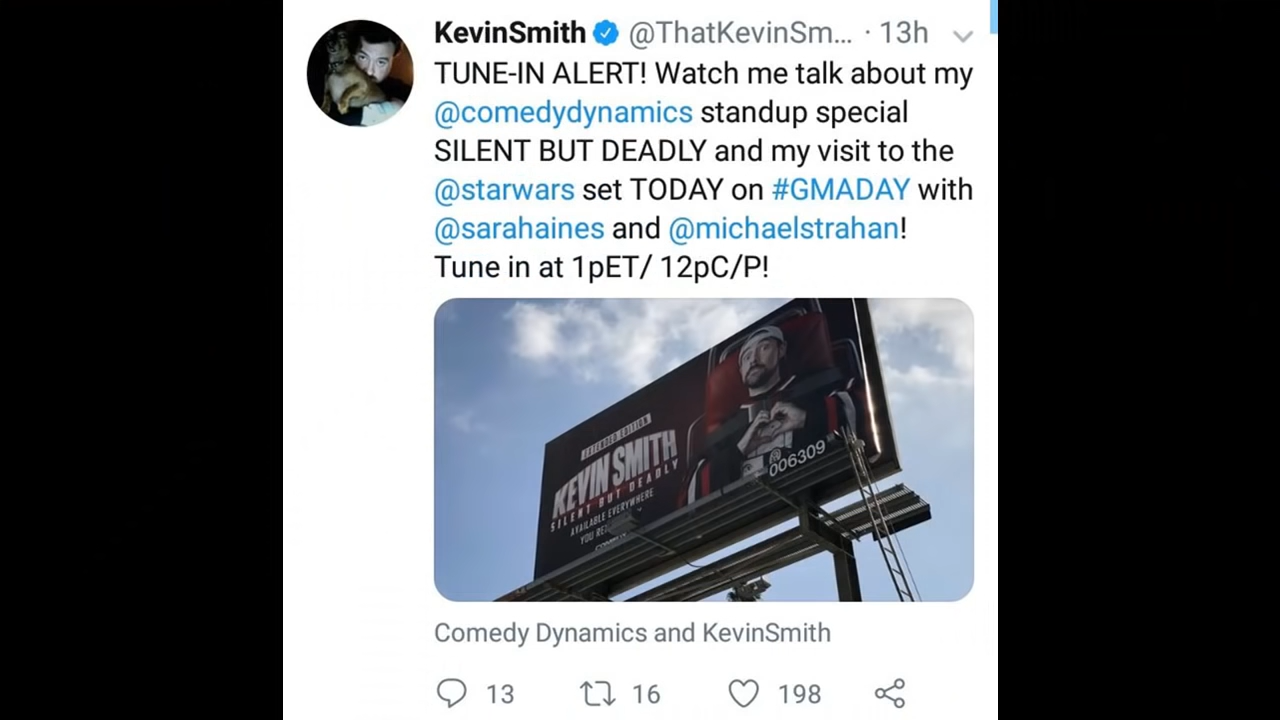 KevinSmith @ThatKevinSm... · 13h
TUNE-IN ALERT! Watch me talk about my
@comedydynamics standup special
SILENT BUT DEADLY and my visit to the
@starwars set TODAY on #GMADAY with
@sarahaines and @michaelstrahan!
Tune in at 1pET/ 12pC/P!
EXTENDED EDITION
KEVIN SMITH
SILENT BUT DEADLY
AVAILABLE EVERYWHERE
YOU
006309
Comedy Dynamics and KevinSmith
13 16 198